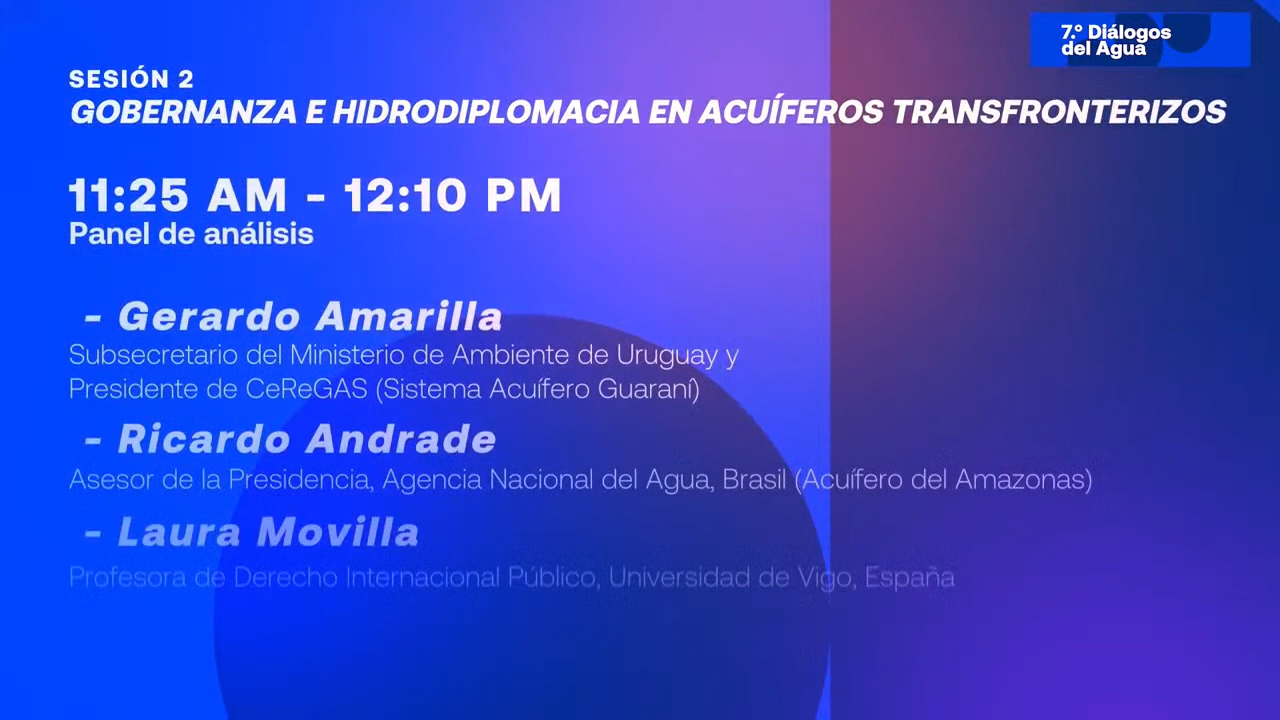 7.º Diálogos
del Agua
SESIÓN 2
GOBERNANZA E HIDRODIPLOMACIA EN ACUÍFEROS TRANSFRONTERIZOS
11:25 AM - 12:10 PM
Panel de análisis
- Gerardo Amarilla
Subsecretario del Ministerio de Ambiente de Uruguay y
Presidente de CeReGAS (Sistema Acuífero Guaraní)
- Ricardo Andrade
Asesor de la Presidencia, Agencia Nacional del Agua, Brasil (Acuífero del Amazonas)
- Laura Movilla
Profesora de Derecho Internacional Público, Universidad de Vigo, España